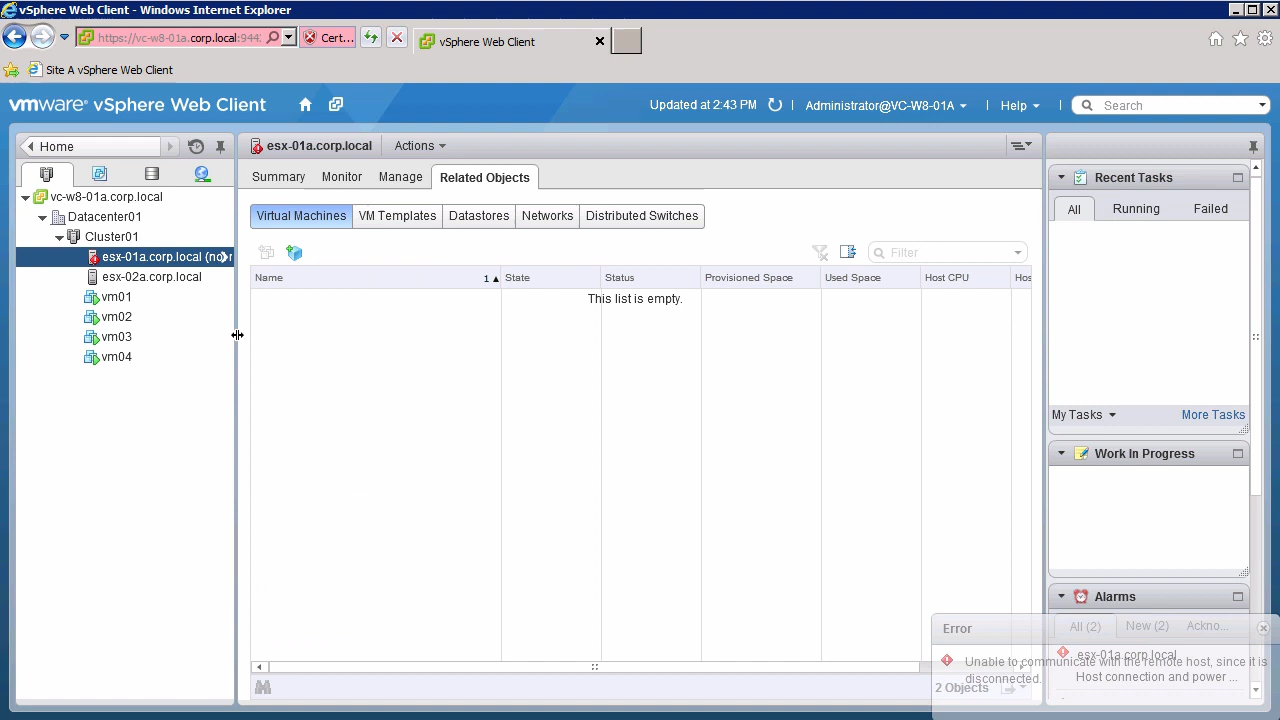 vSphere Web Client - Windows Internet Explorer
https://vc-w8-01a.corp.local:944
Cert...
vSphere Web Client
Site A vSphere Web Client
vmware vSphere Web Client
Updated at 2:43 PM
Administrator@VC-W8-01A
Help
Search
Home
vc-w8-01a.corp.local
Datacenter01
Cluster01
esx-01a.corp.local
esx-02a.corp.local
vm01
vm02
vm03
vm04
esx-01a.corp.local
Actions
Summary
Monitor
Manage
Related Objects
Virtual Machines
VM Templates
Datastores
Networks
Distributed Switches
Filter
Name 1 State Status Provisioned Space Used Space Host CPU Hos
This list is empty.
2 Objects
Recent Tasks
All Running Failed
My Tasks More Tasks
Work In Progress
Alarms
All (2) New (2) Ackno...
esx-01a.corp.local
Host connection and power ...
Error
Unable to communicate with the remote host, since it is
disconnected.